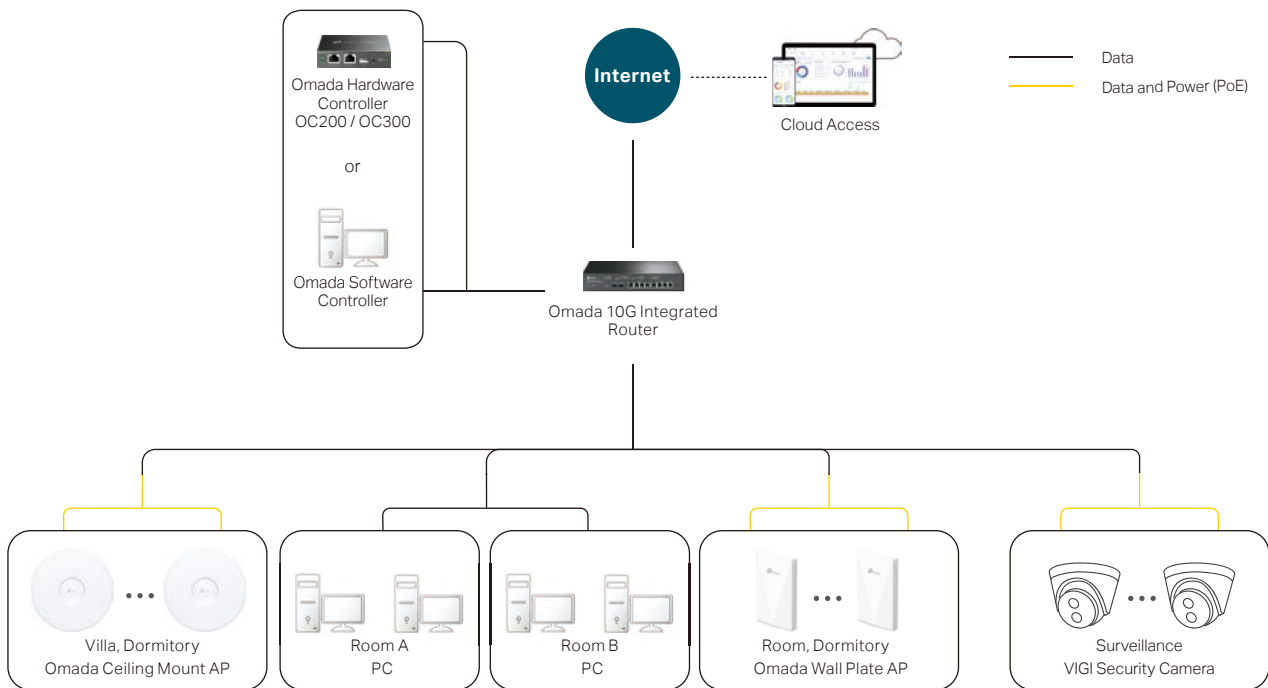 Omada Hardware
Controller
OC200 / OC300
or
Omada Software
Controller
Internet
Cloud Access
Data
Data and Power (PoE)
Omada 10G Integrated
Router
Villa, Dormitory
Omada Ceiling Mount AP
Room A
PC
Room B
PC
Room, Dormitory
Omada Wall Plate AP
Surveillance
VIGI Security Camera